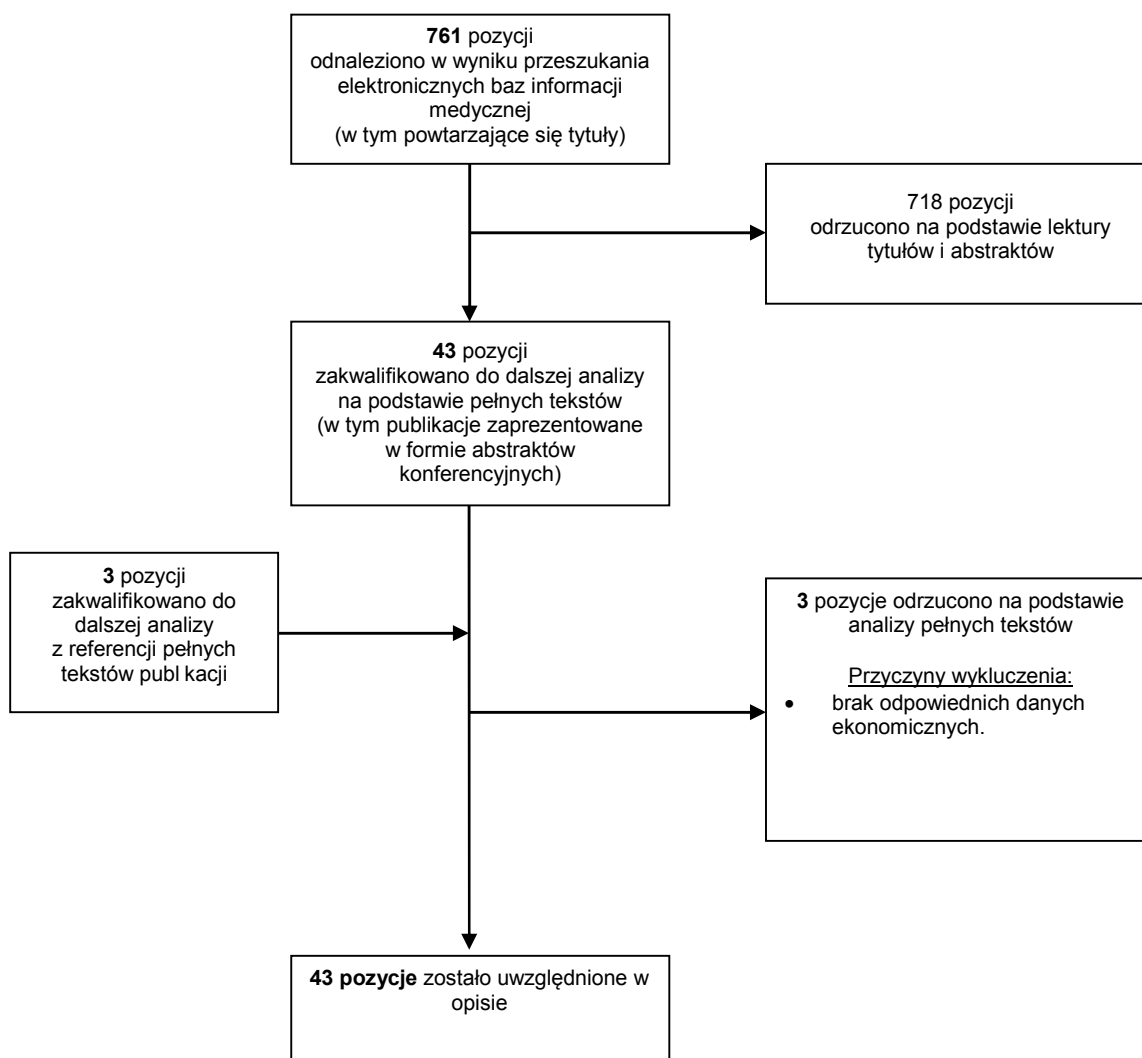 761 pozycji
odnaleziono w wyniku przeszukania
elektronicznych baz informacji
medycznej
(w tym powtarzające się tytuły)
718 pozycji
odrzucono na podstawie lektury
tytułów i abstraktów
43 pozycji
zakwalifikowano do dalszej analizy
na podstawie pełnych tekstów
(w tym publikacje zaprezentowane
w formie abstraktów
konferencyjnych)
3 pozycji
zakwalifikowano do
dalszej analizy
z referencji pełnych
tekstów publ kacji
3 pozycje odrzucono na podstawie
analizy pełnych tekstów
Przyczyny wykluczenia:
• brak odpowiednich danych
ekonomicznych.
43 pozycje zostało uwzględnione w
opisie